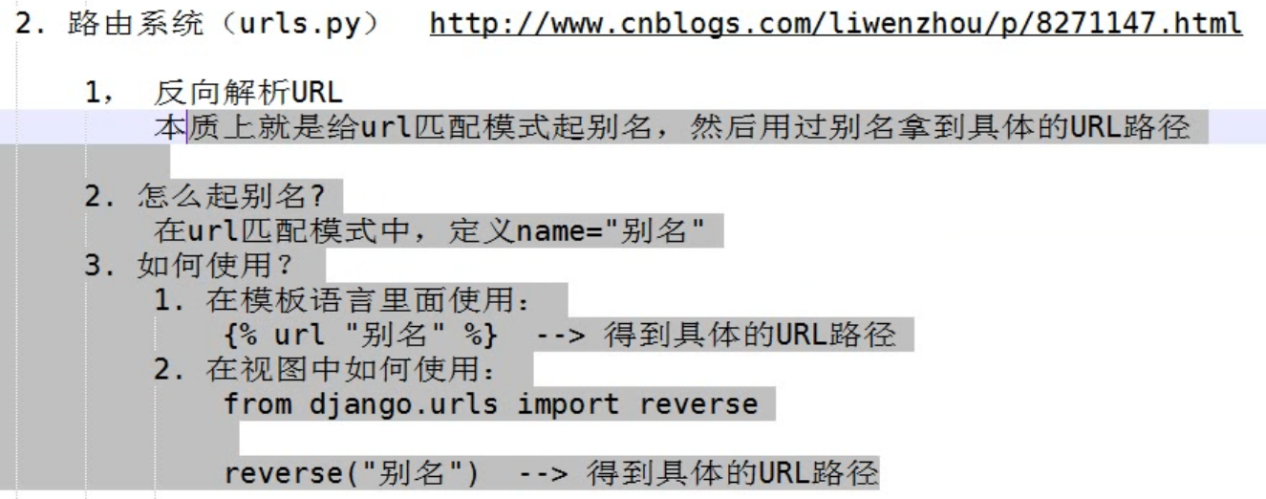 2. 路由系统（urls.py） http://www.cnblogs.com/liwenzhou/p/8271147.html
1， 反向解析URL
本质上就是给url匹配模式起别名，然后用过别名拿到具体的URL路径
2. 怎么起别名?
在url匹配模式中，定义name="别名"
3. 如何使用？
1. 在模板语言里面使用：
{% url "别名" %} --> 得到具体的URL路径
2. 在视图中如何使用：
from django.urls import reverse
reverse("别名") --> 得到具体的URL路径